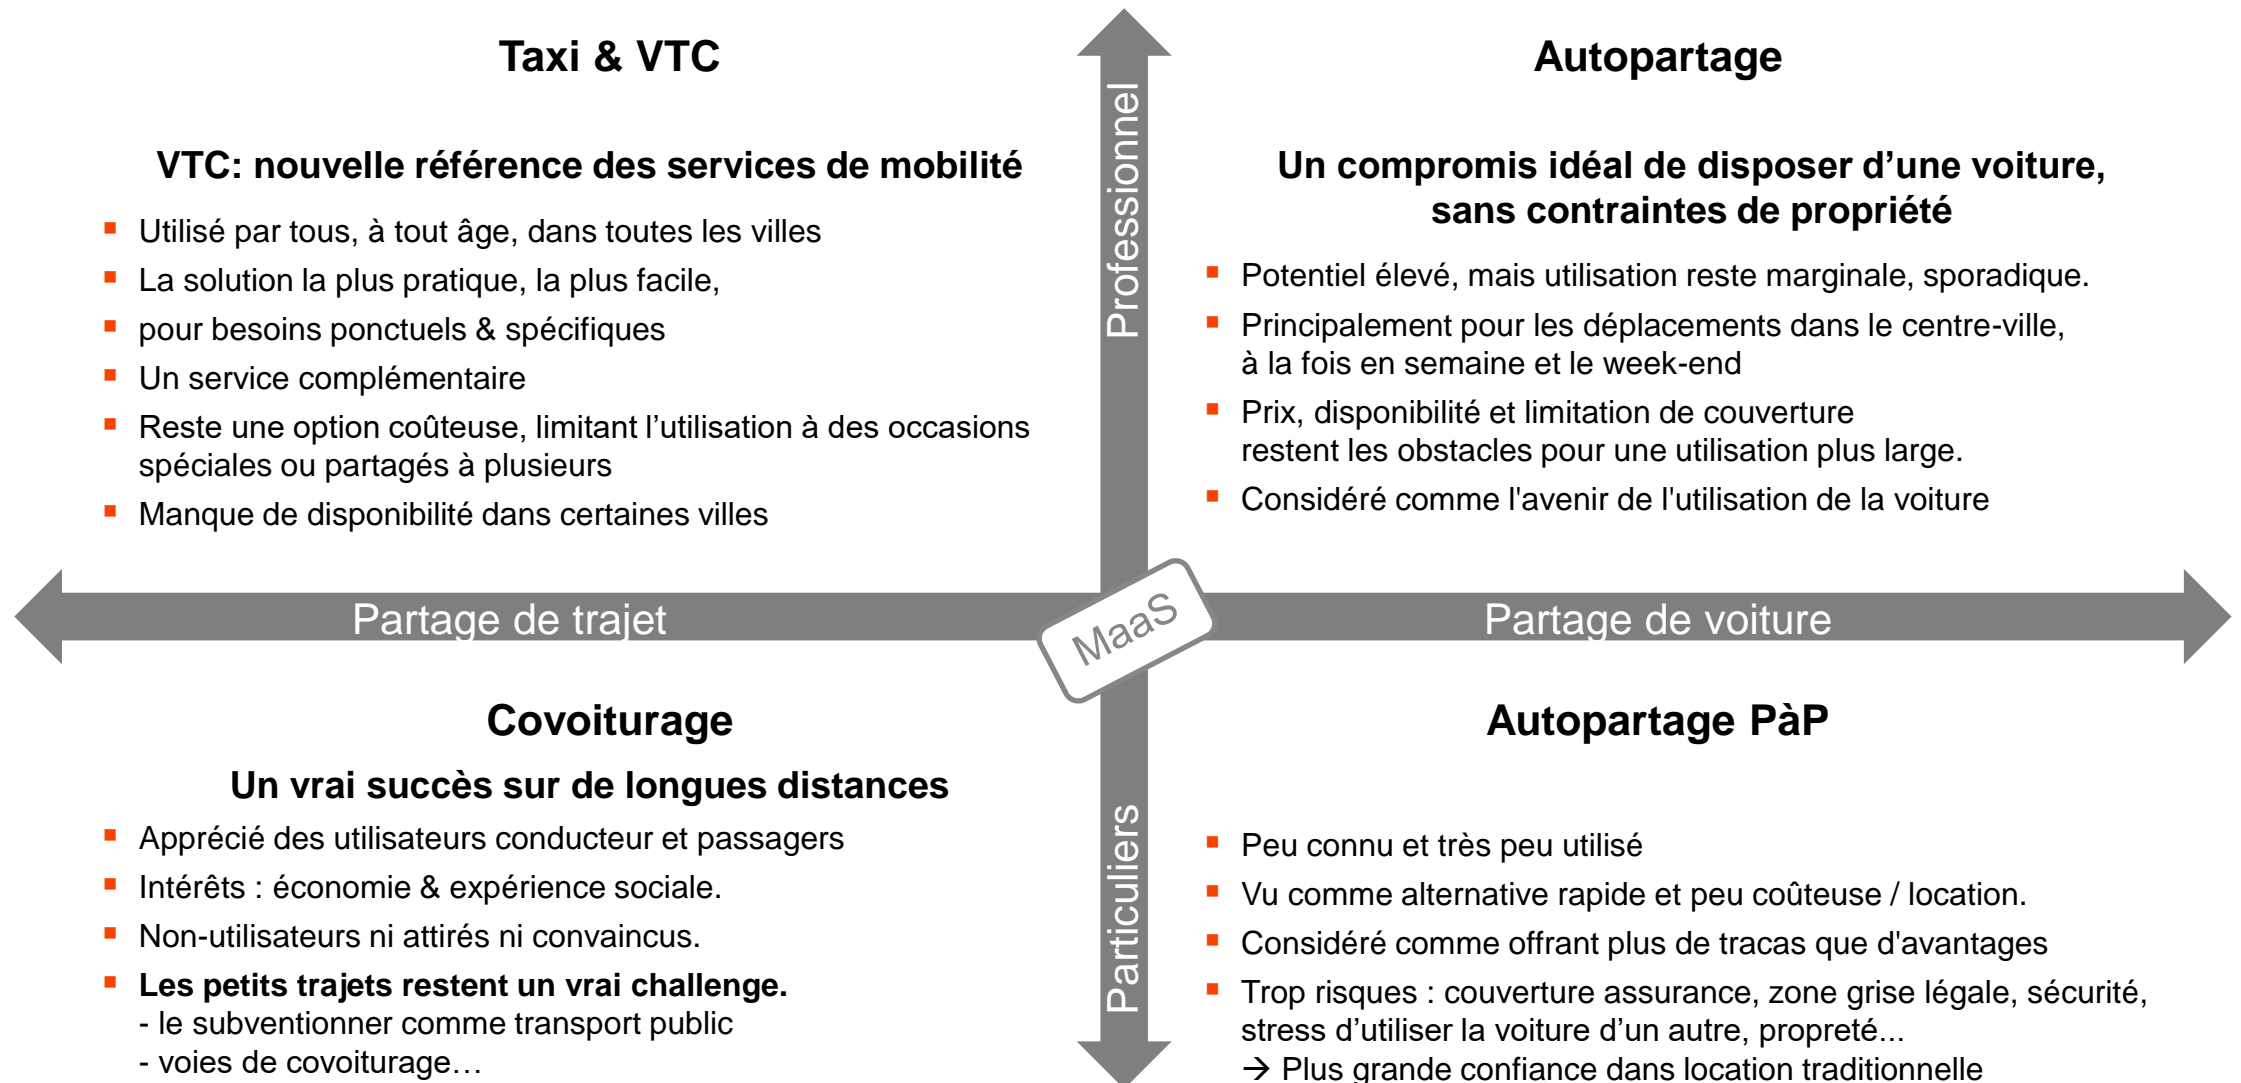 Taxi & VTC
VTC: nouvelle référence des services de mobilité
Utilisé par tous, à tout âge, dans toutes les villes
La solution la plus pratique, la plus facile,
pour besoins ponctuels & spécifiques
Un service complémentaire
Reste une option coûteuse, limitant l’utilisation à des occasions
spéciales ou partagés à plusieurs
Manque de disponibilité dans certaines villes
Professionnel
Autopartage
Un compromis idéal de disposer d’une voiture,
sans contraintes de propriété
Potentiel élevé, mais utilisation reste marginale, sporadique.
Principalement pour les déplacements dans le centre-ville,
à la fois en semaine et le week-end
Prix, disponibilité et limitation de couverture
restent les obstacles pour une utilisation plus large.
Considéré comme l'avenir de l'utilisation de la voiture
Partage de trajet
MaaS
Partage de voiture
Covoiturage
Un vrai succès sur de longues distances
Apprécié des utilisateurs conducteur et passagers
Intérêts : économie & expérience sociale.
Non-utilisateurs ni attirés ni convaincus.
Les petits trajets restent un vrai challenge.
- le subventionner comme transport public
- voies de covoiturage…
Particuliers
Autopartage PàP
Peu connu et très peu utilisé
Vu comme alternative rapide et peu coûteuse / location.
Considéré comme offrant plus de tracas que d'avantages
Trop risques : couverture assurance, zone grise légale, sécurité,
stress d’utiliser la voiture d’un autre, propreté...
→ Plus grande confiance dans location traditionnelle